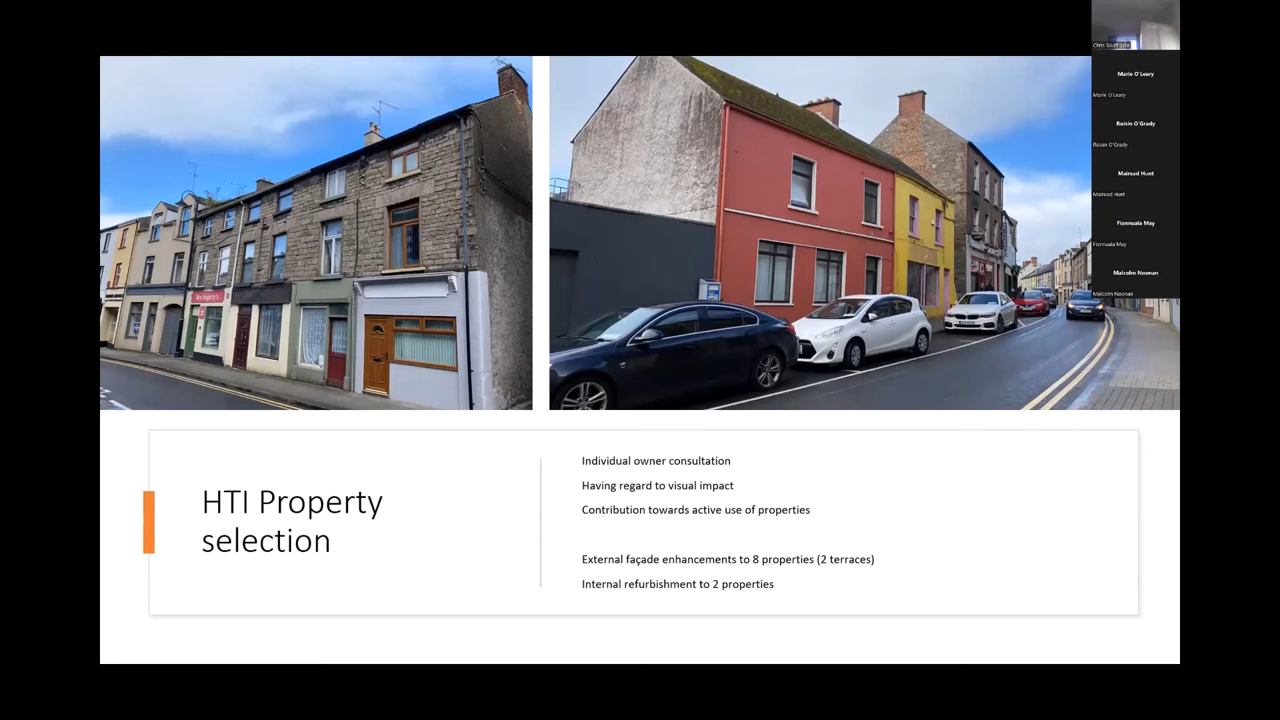 Chris Southgate
Marie O'Leary
Marie O'Leary
Roisin O'Grady
Roisin O'Grady
Mairead Hunt
Mairead Hunt
Fionnuala May
Fionnuala May
Malcolm Noonan
Malcolm Noonan
HTI Property
selection
Individual owner consultation
Having regard to visual impact
Contribution towards active use of properties
External façade enhancements to 8 properties (2 terraces)
Internal refurbishment to 2 properties